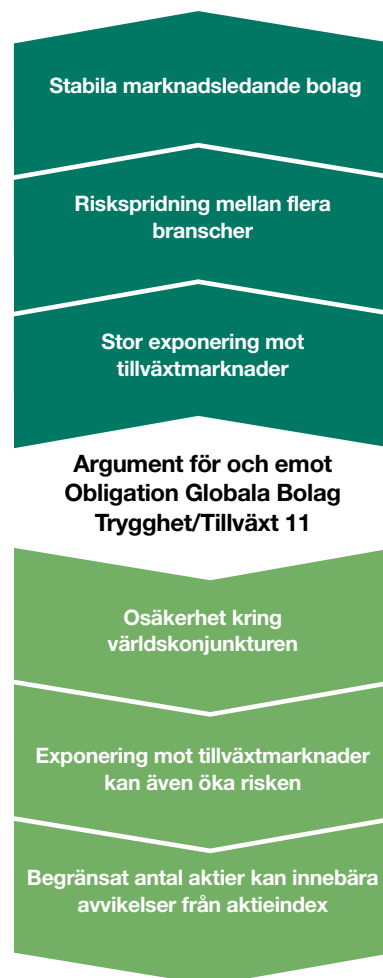 Stabila marknadsledande bolag
Riskspridning mellan flera
branscher
Stor exponering mot
tillväxtmarknader
Argument för och emot
Obligation Globala Bolag
Trygghet/Tillväxt 11
Osäkerhet kring
världskonjunkturen
Exponering mot tillväxtmarknader
kan även öka risken
Begränsat antal aktier kan innebära
avvikelser från aktieindex